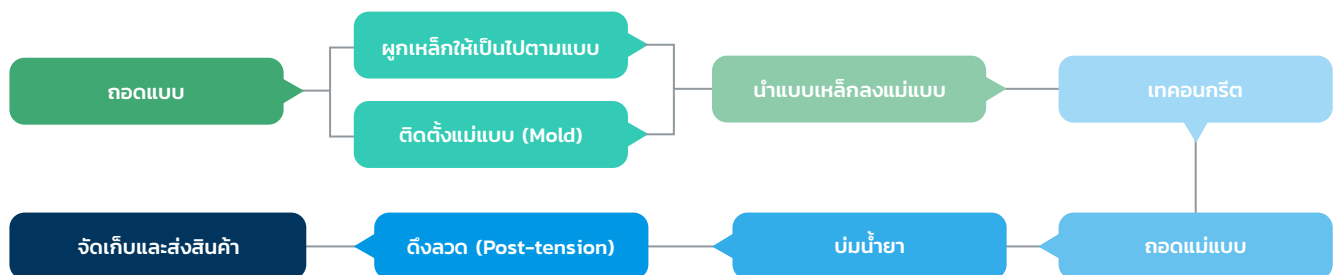 ถอดแบบ
ผูกเหล็กให้เป็นไปตามแบบ
ติดตั้งแม่แบบ (Mold)
นำแบบเหล็กลงแม่แบบ
เทคอนกรีต
ถอดแม่แบบ
บ่มน้ำยา
ดึงลวด (Post-tension)
จัดเก็บและส่งสินค้า